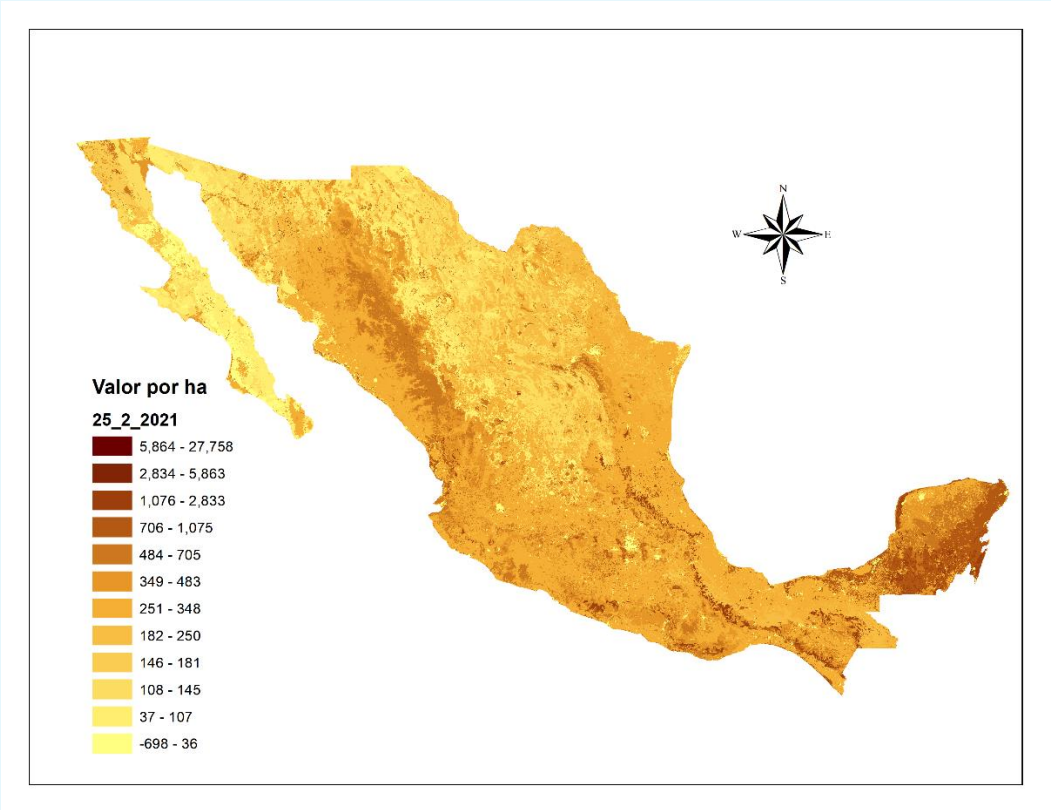 N
W E
S
Valor por ha
25_2_2021
5,864 - 27,758
2,834 - 5,863
1,076 - 2,833
706 - 1,075
484 - 705
349 - 483
251 - 348
182 - 250
146 - 181
108 - 145
37 - 107
-698 - 36